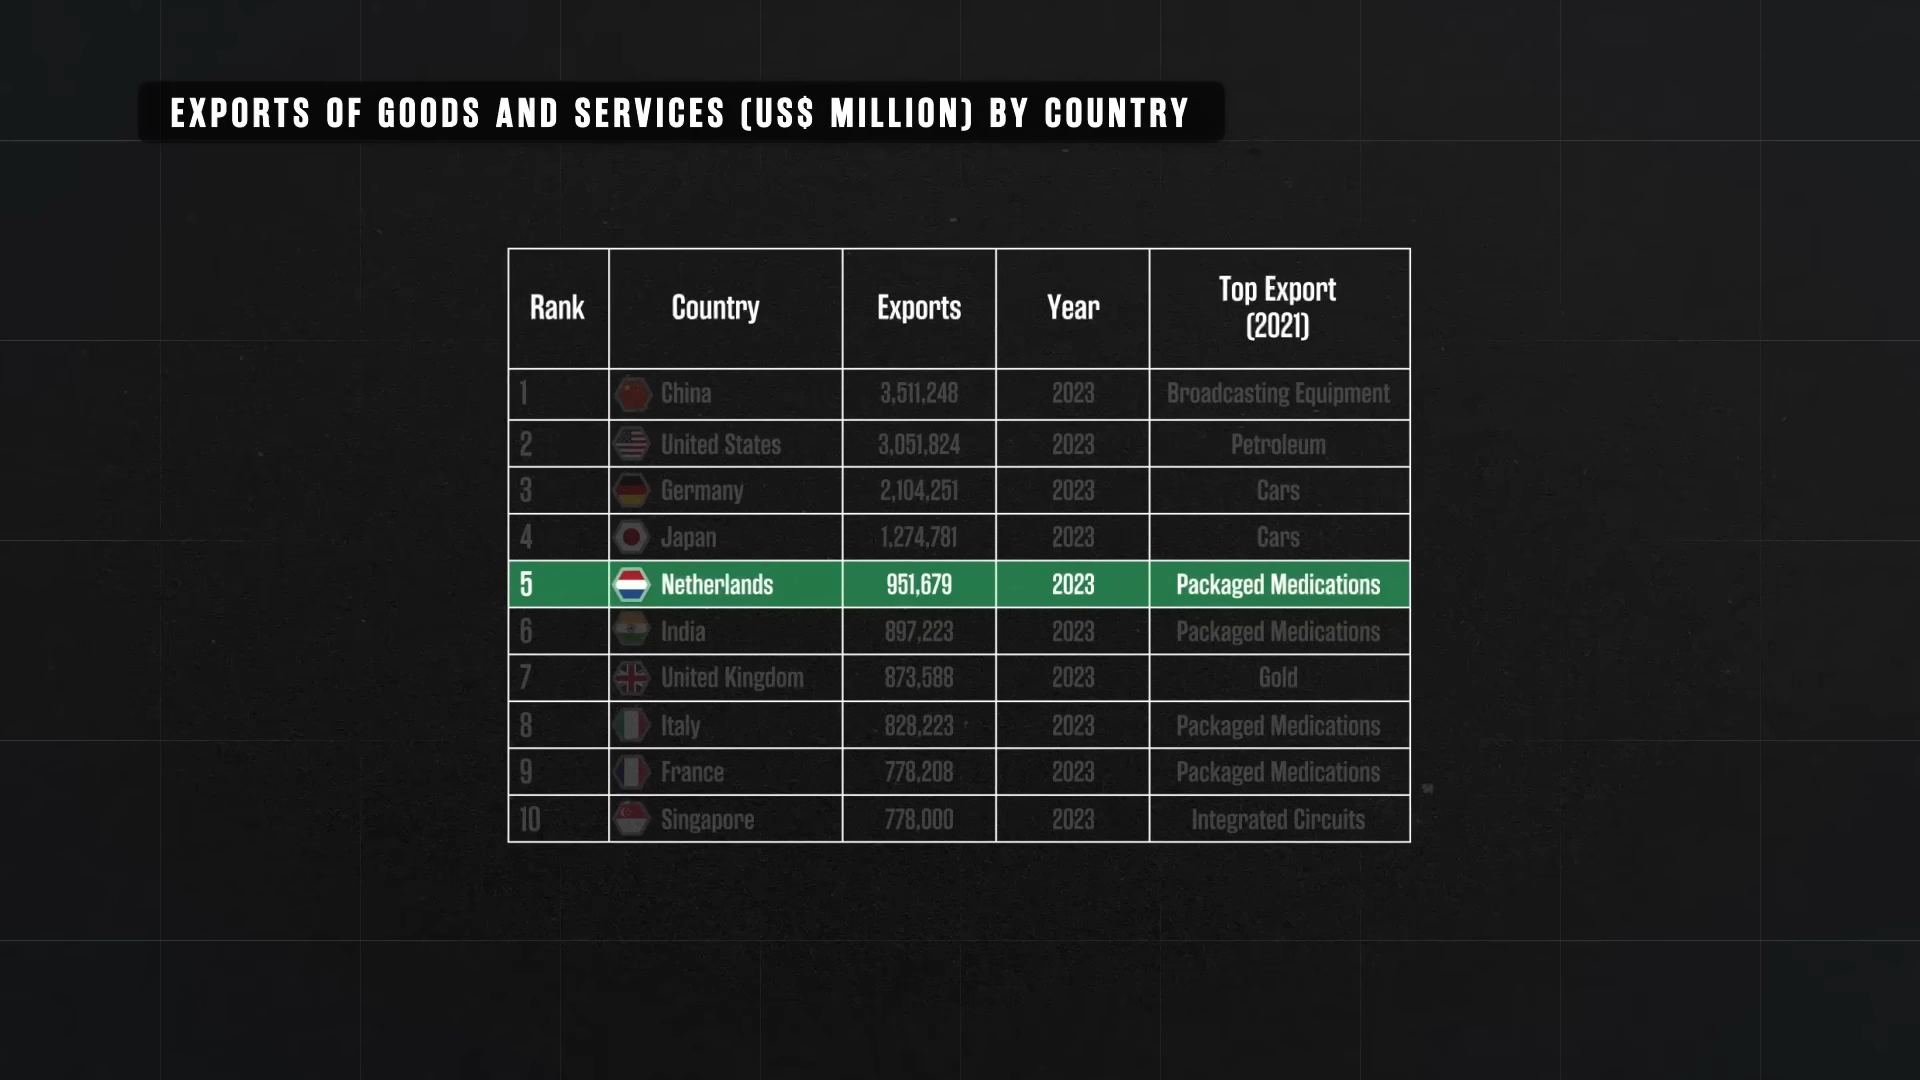 EXPORTS OF GOODS AND SERVICES (US$ MILLION) BY COUNTRY
Rank Country Exports Year Top Export (2021)
1 China 3,511,248 2023 Broadcasting Equipment
2 United States 3,051,824 2023 Petroleum
3 Germany 2,104,251 2023 Cars
4 Japan 1,274,781 2023 Cars
5 Netherlands 951,679 2023 Packaged Medications
6 India 897,223 2023 Packaged Medications
7 United Kingdom 873,588 2023 Gold
8 Italy 828,223 2023 Packaged Medications
9 France 778,208 2023 Packaged Medications
10 Singapore 778,000 2023 Integrated Circuits